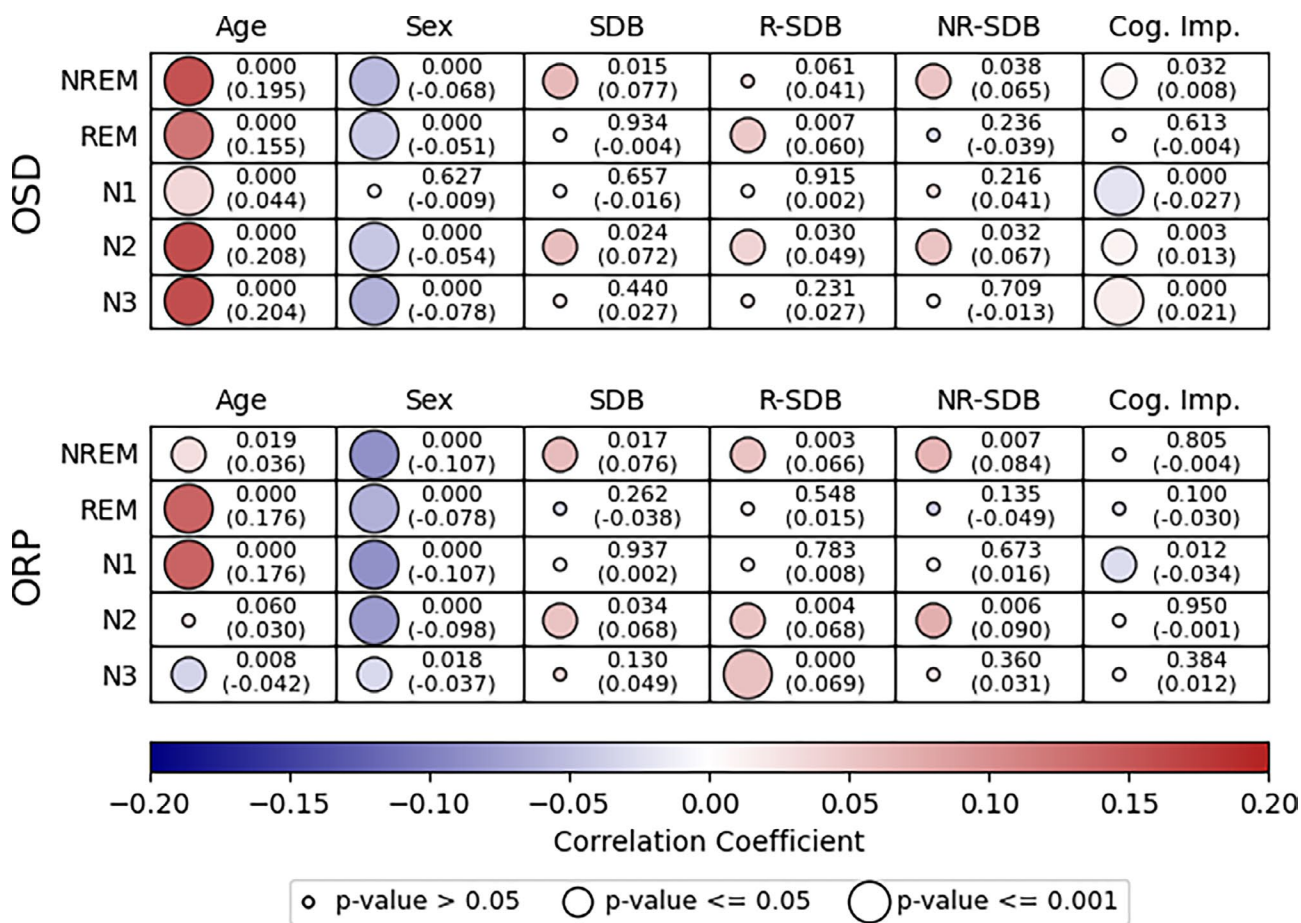 Age Sex SDB R-SDB NR-SDB Cog. Imp.
OSD
NREM 0.000 0.000 0.015 0.061 0.038 0.032
(0.195) (-0.068) (0.077) (0.041) (0.065) (0.008)
REM 0.000 0.000 0.934 0.007 0.236 0.613
(0.155) (-0.051) (-0.004) (0.060) (-0.039) (-0.004)
N1 0.000 0.627 0.657 0.915 0.216 0.000
(0.044) (-0.009) (-0.016) (0.002) (0.041) (-0.027)
N2 0.000 0.000 0.024 0.030 0.032 0.003
(0.208) (-0.054) (0.072) (0.049) (0.067) (0.013)
N3 0.000 0.000 0.440 0.231 0.709 0.000
(0.204) (-0.078) (0.027) (0.027) (-0.013) (0.021)
Age Sex SDB R-SDB NR-SDB Cog. Imp.
ORP
NREM 0.019 0.000 0.017 0.003 0.007 0.805
(0.036) (-0.107) (0.076) (0.066) (0.084) (-0.004)
REM 0.000 0.000 0.262 0.548 0.135 0.100
(0.176) (-0.078) (-0.038) (0.015) (-0.049) (-0.030)
N1 0.000 0.000 0.937 0.783 0.673 0.012
(0.176) (-0.107) (0.002) (0.008) (0.016) (-0.034)
N2 0.060 0.000 0.034 0.004 0.006 0.950
(0.030) (-0.098) (0.068) (0.068) (0.090) (-0.001)
N3 0.008 0.018 0.130 0.000 0.360 0.384
(-0.042) (-0.037) (0.049) (0.069) (0.031) (0.012)
−0.20 −0.15 −0.10 −0.05 0.00 0.05 0.10 0.15 0.20
Correlation Coefficient
p-value > 0.05 p-value <= 0.05 p-value <= 0.001